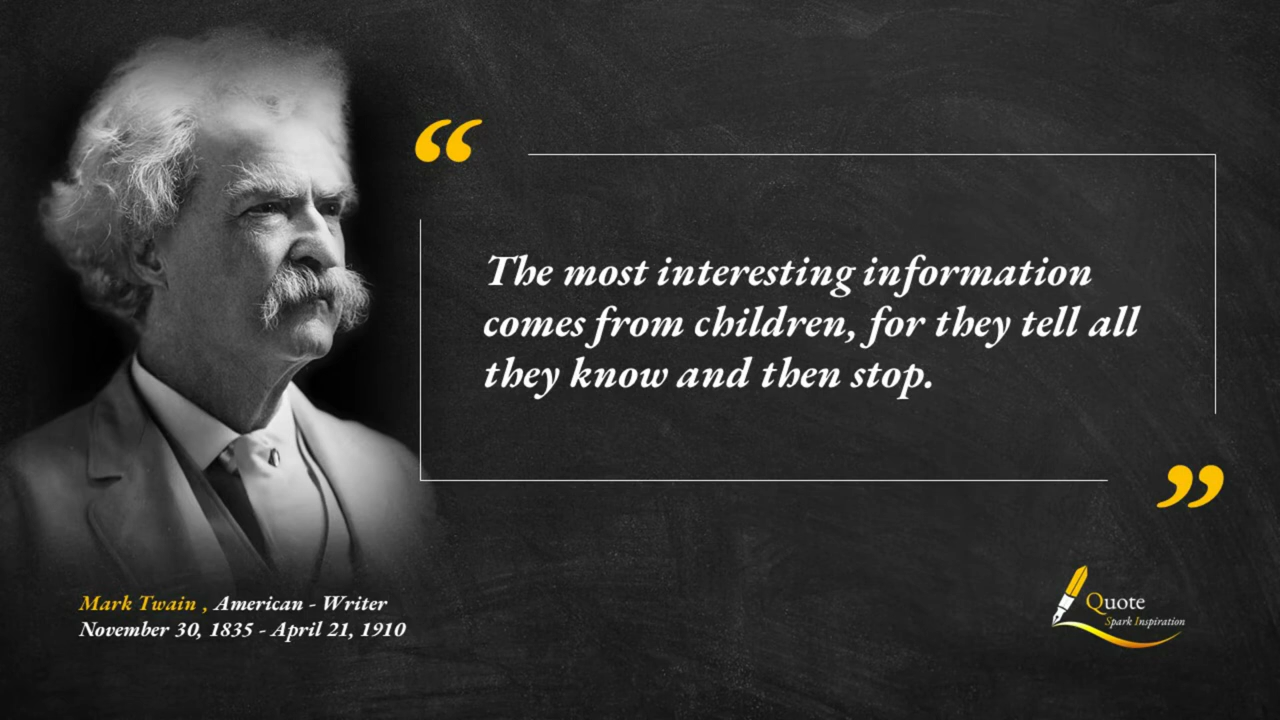 “
The most interesting information
comes from children, for they tell all
they know and then stop.
”
Mark Twain , American - Writer
November 30, 1835 - April 21, 1910
Quote
Spark Inspiration